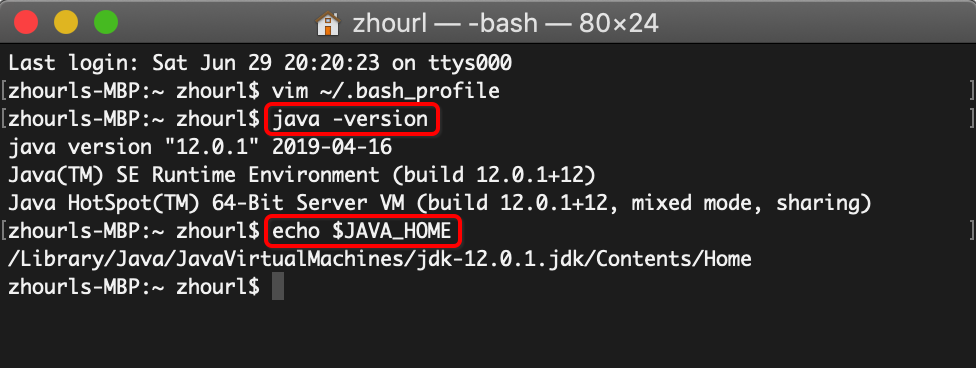 zhourl — -bash — 80×24
Last login: Sat Jun 29 20:20:23 on ttys000
[zhourls-MBP:~ zhourl$ vim ~/.bash_profile ]
[zhourls-MBP:~ zhourl$ java -version ]
java version "12.0.1" 2019-04-16
Java(TM) SE Runtime Environment (build 12.0.1+12)
Java HotSpot(TM) 64-Bit Server VM (build 12.0.1+12, mixed mode, sharing)
[zhourls-MBP:~ zhourl$ echo $JAVA_HOME ]
/Library/Java/JavaVirtualMachines/jdk-12.0.1.jdk/Contents/Home
zhourls-MBP:~ zhourl$